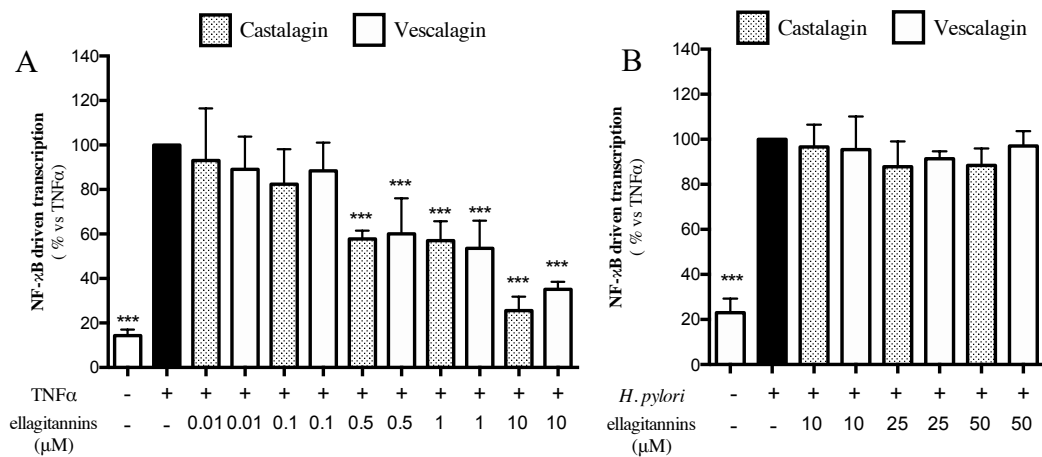 Castalagin Vescalagin
A
NF-ϰB driven transcription
( % vs TNFα)
140
120
100
80
60
40
20
0
***
***
***
***
***
***
***
TNFα - + + + + + + + + + + +
ellagitannins - - 0.01 0.01 0.1 0.1 0.5 0.5 1 1 10 10
(µM)
Castalagin Vescalagin
B
NF-ϰB driven transcription
( % vs TNFα)
140
120
100
80
60
40
20
0
***
H. pylori - + + + + + + +
ellagitannins - - 10 10 25 25 50 50
(µM)